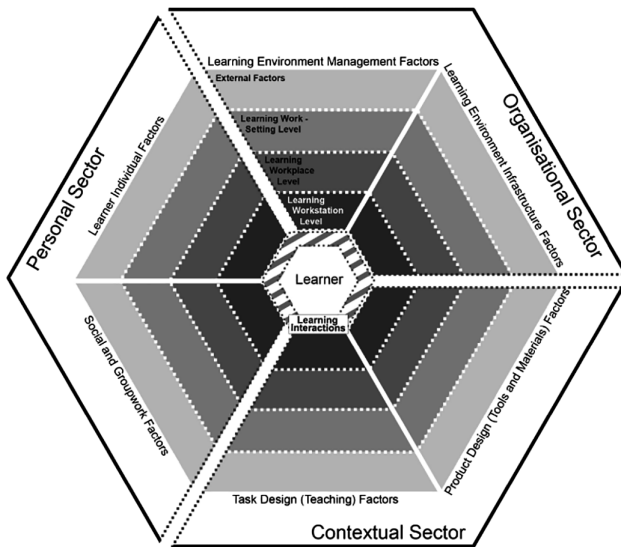 Learning Environment Management Factors
External Factors
Learning Work -
Setting Level
Learning
Workplace
Level
Learning
Workstation
Level
Learner
Learning
Interactions
Learner Individual Factors
Personal Sector
Learning Environment Infrastructure Factors
Organisational Sector
Social and Groupwork Factors
Product Design (Tools and Materials) Factors
Task Design (Teaching) Factors
Contextual Sector